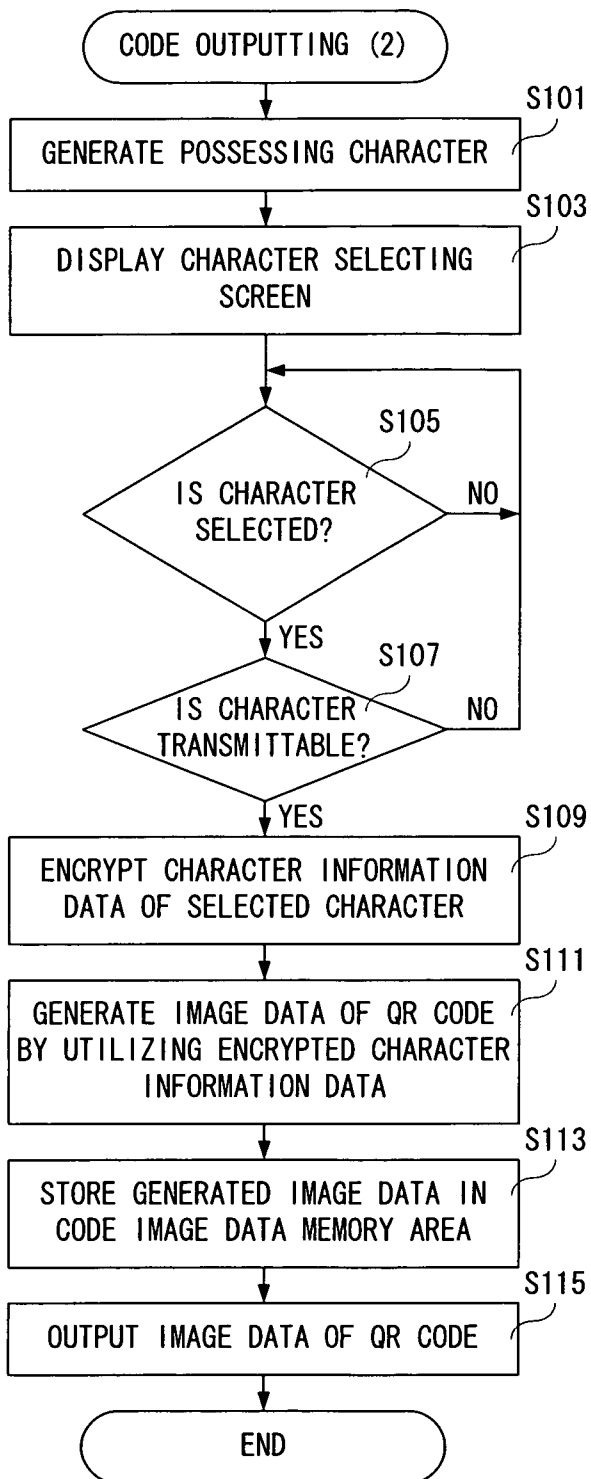 CODE OUTPUTTING (2)
S101
GENERATE POSSESSING CHARACTER
S103
DISPLAY CHARACTER SELECTING
SCREEN
S105
IS CHARACTER
SELECTED?
NO
YES
S107
IS CHARACTER
TRANSMITTABLE?
NO
YES
S109
ENCRYPT CHARACTER INFORMATION
DATA OF SELECTED CHARACTER
S111
GENERATE IMAGE DATA OF QR CODE
BY UTILIZING ENCRYPTED CHARACTER
INFORMATION DATA
S113
STORE GENERATED IMAGE DATA IN
CODE IMAGE DATA MEMORY AREA
S115
OUTPUT IMAGE DATA OF QR CODE
END